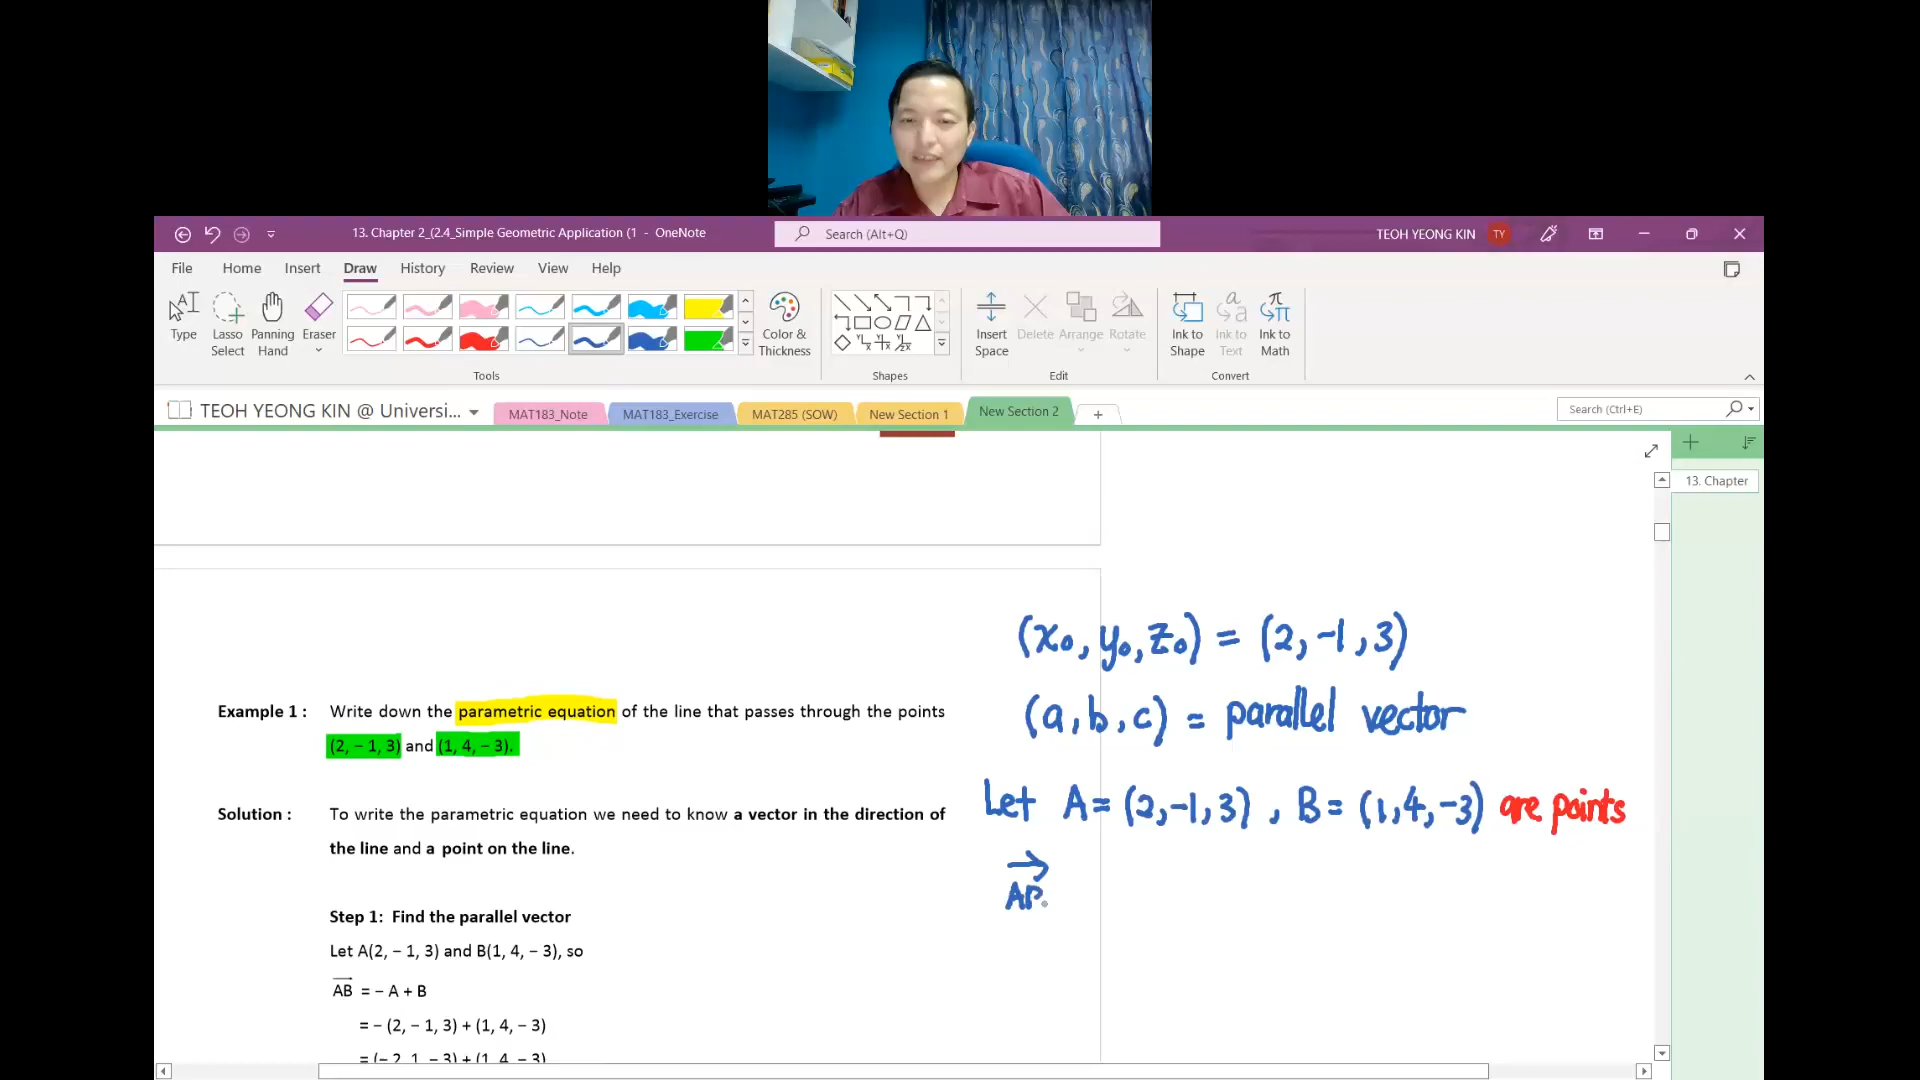 13. Chapter 2_(2.4_Simple Geometric Application (1 - OneNote
Search (Alt+Q)
TEOH YEONG KIN TY
File Home Insert Draw History Review View Help
Type
Lasso Select
Panning Hand
Eraser
Color & Thickness
Insert Space
Delete
Arrange
Rotate
Ink to Shape
Ink to Text
Ink to Math
Tools Shapes Edit Convert
TEOH YEONG KIN @ Universi...
MAT183_Note MAT183_Exercise MAT285 (SOW) New Section 1 New Section 2
Search (Ctrl+E)
13. Chapter
(x₀, y₀, z₀) = (2, -1, 3)
(a, b, c) = parallel vector
Let A = (2, -1, 3) , B = (1, 4, -3) are points
Example 1 : Write down the parametric equation of the line that passes through the points
(2, − 1, 3) and (1, 4, − 3).
Solution : To write the parametric equation we need to know a vector in the direction of
the line and a point on the line.
Step 1: Find the parallel vector
Let A(2, − 1, 3) and B(1, 4, − 3), so
AB = − A + B
= − (2, − 1, 3) + (1, 4, − 3)
= (− 2, 1, − 3) + (1, 4, − 3)